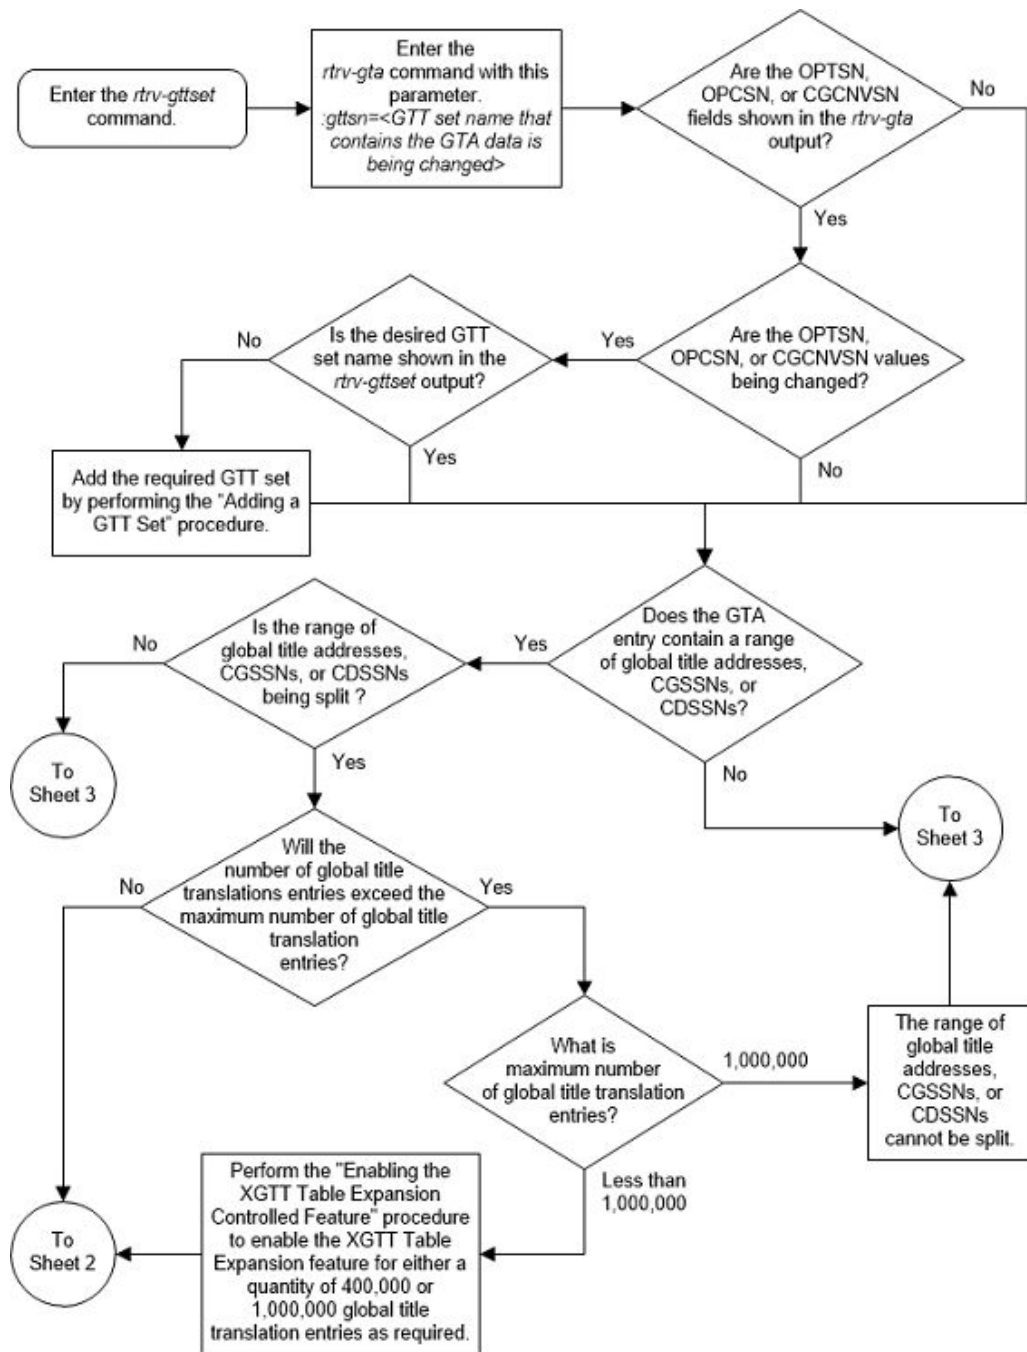 Enter the rtrv-gttset
command.
Enter the
rtrv-gta command with this
parameter.
:gttsn=<GTT set name that
contains the GTA data is
being changed>
Are the OPTSN,
OPCSN, or CGCNVSN
fields shown in the rtrv-gta
output?
No
Yes
Are the OPTSN,
OPCSN, or CGCNVSN values
being changed?
Yes
No
Is the desired GTT
set name shown in the
rtrv-gttset output?
No
Yes
Add the required GTT set
by performing the "Adding a
GTT Set" procedure.
Does the GTA
entry contain a range
of global title addresses,
CGSSNs, or
CDSSNs?
Yes
No
Is the range of
global title addresses,
CGSSNs, or CDSSNs
being split ?
No
Yes
To
Sheet 3
To
Sheet 3
Will the
number of global title
translations entries exceed the
maximum number of global title
translation
entries?
No
Yes
What is
maximum number
of global title translation
entries?
1,000,000
Less than
1,000,000
The range of
global title
addresses,
CGSSNs, or
CDSSNs
cannot be split.
Perform the "Enabling the
XGTT Table Expansion
Controlled Feature" procedure
to enable the XGTT Table
Expansion feature for either a
quantity of 400,000 or
1,000,000 global title
translation entries as required.
To
Sheet 2